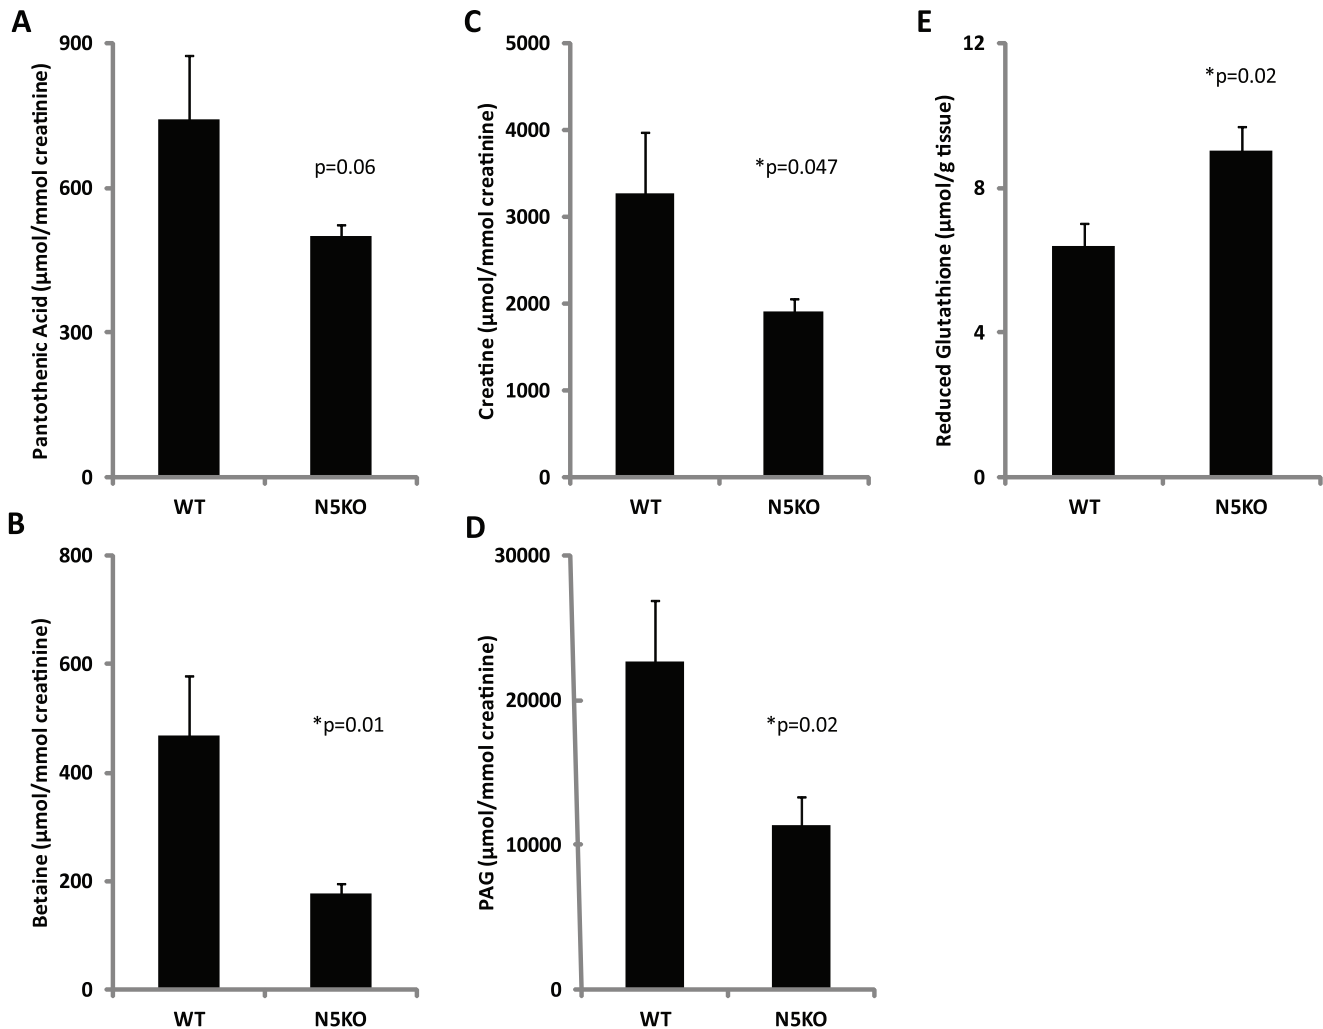 A
900
600
300
0
Pantothenic Acid (µmol/mmol creatinine)
p=0.06
WT N5KO
C
5000
4000
3000
2000
1000
0
Creatine (µmol/mmol creatinine)
*p=0.047
WT N5KO
E
12
8
4
0
Reduced Glutathione (µmol/g tissue)
*p=0.02
WT N5KO
B
800
600
400
200
0
Betaine (µmol/mmol creatinine)
*p=0.01
WT N5KO
D
30000
20000
10000
0
PAG (µmol/mmol creatinine)
*p=0.02
WT N5KO